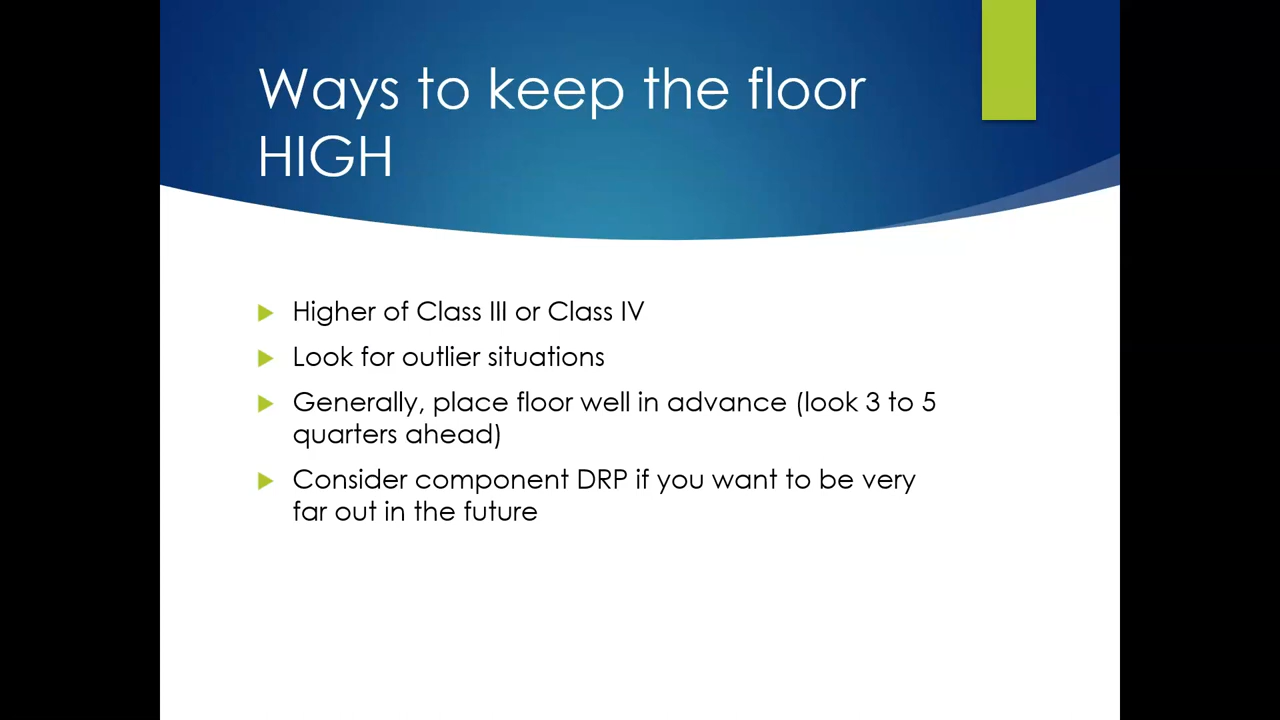 Ways to keep the floor
HIGH
Higher of Class III or Class IV
Look for outlier situations
Generally, place floor well in advance (look 3 to 5
quarters ahead)
Consider component DRP if you want to be very
far out in the future